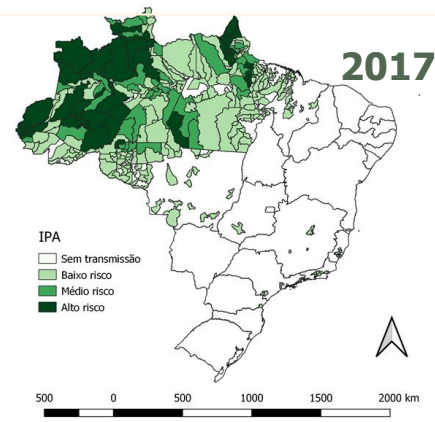 2017
IPA
Sem transmissão
Baixo risco
Médio risco
Alto risco
500 0 500 1000 1500 2000 km